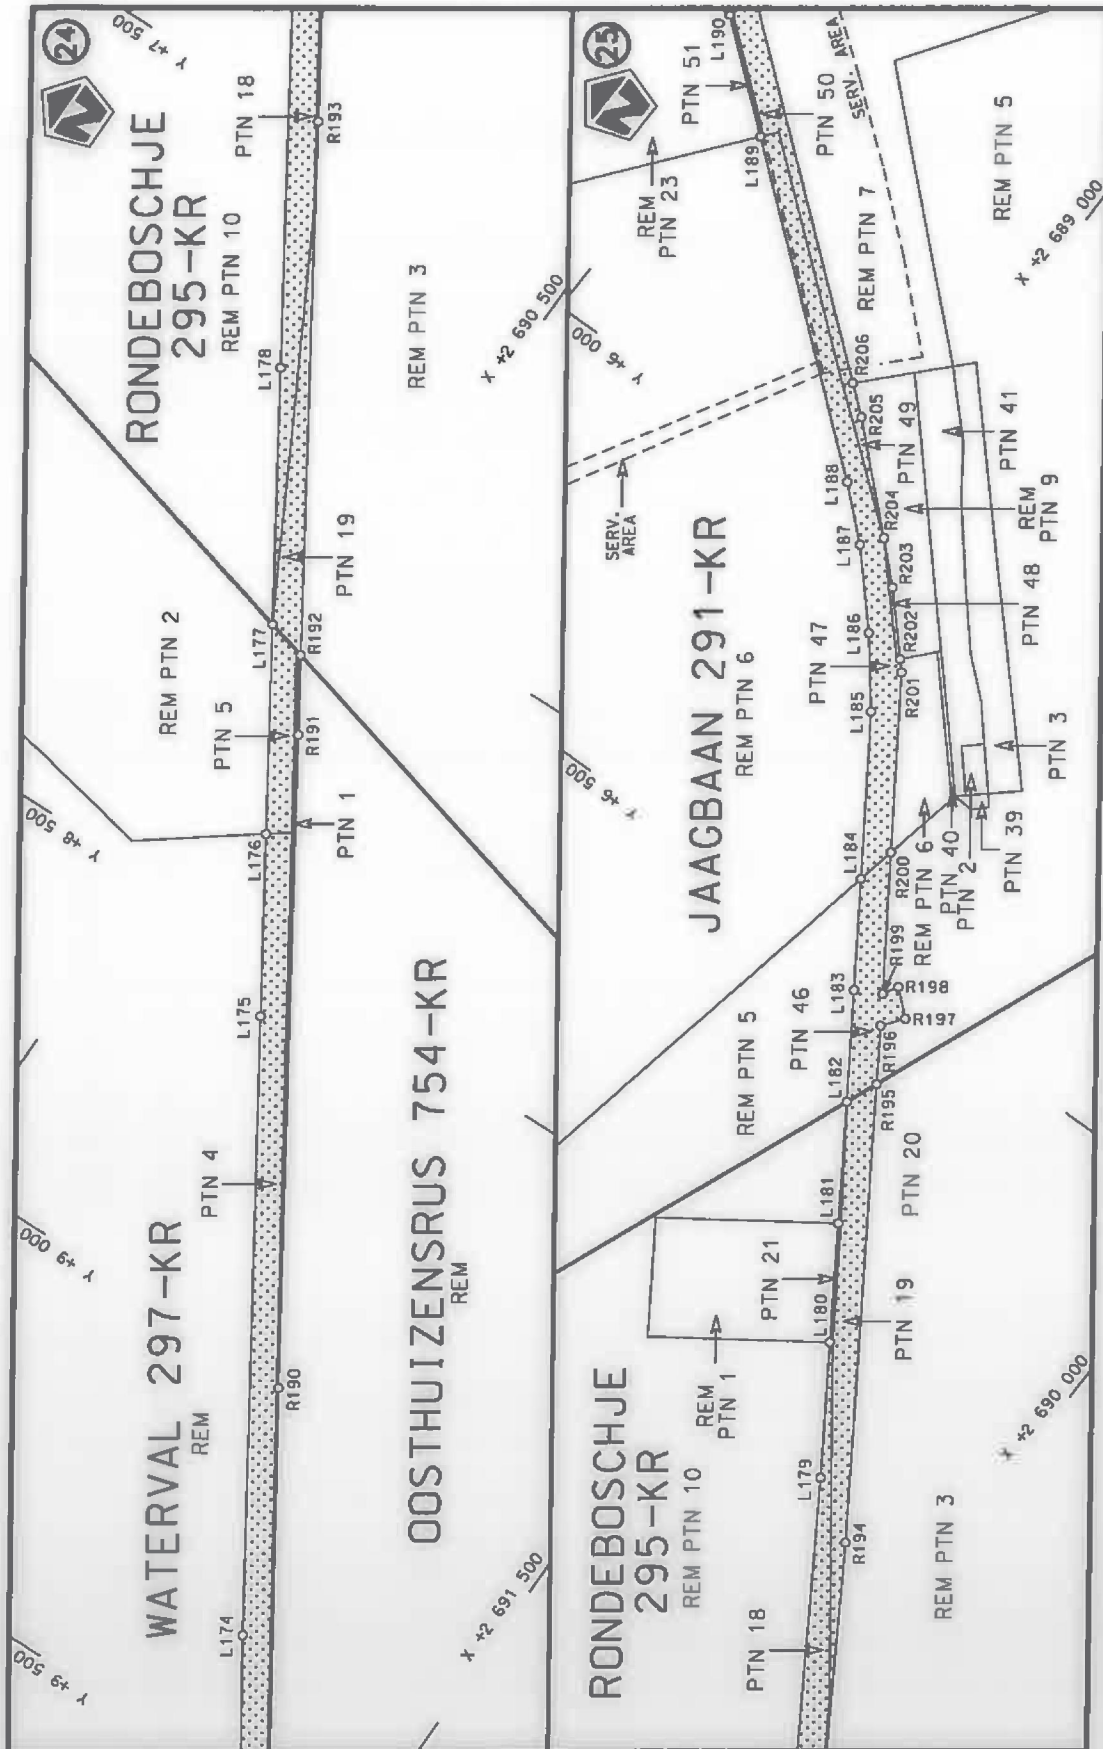 24
Y +7 500
RONDEBOSCHJE
295-KR
REM PTN 10
PTN 18
R193
L178
REM PTN 3
X +2 690 500
PTN 19
REM PTN 2
L177
R192
PTN 5
R191
PTN 1
Y +8 500
L176
L175
OOSTHUIZENSRUS 754-KR
REM
PTN 4
WATERVAL 297-KR
REM
Y +9 000
R190
L174
X +2 691 500
Y +9 500
25
L190
PTN 51
PTN 50
SERV. AREA
L189
REM
PTN 23
REM PTN 7
REM PTN 5
X +2 689 000
Y +6 000
R206
R205
PTN 49
PTN 41
L188
SERV.
AREA
R204
REM
PTN 9
L187
R203
PTN 48
JAAGBAAN 291-KR
REM PTN 6
L186
R202
PTN 47
R201
L185
PTN 3
Y +6 500
L184
R200
REM PTN 6
PTN 40
PTN 2
PTN 39
R199
L183
R198
R197
PTN 46
R196
REM PTN 5
L182
R195
PTN 20
L181
PTN 21
L180
PTN 19
REM
PTN 1
RONDEBOSCHJE
295-KR
REM PTN 10
L179
R194
+2 690 000
REM PTN 3
PTN 18